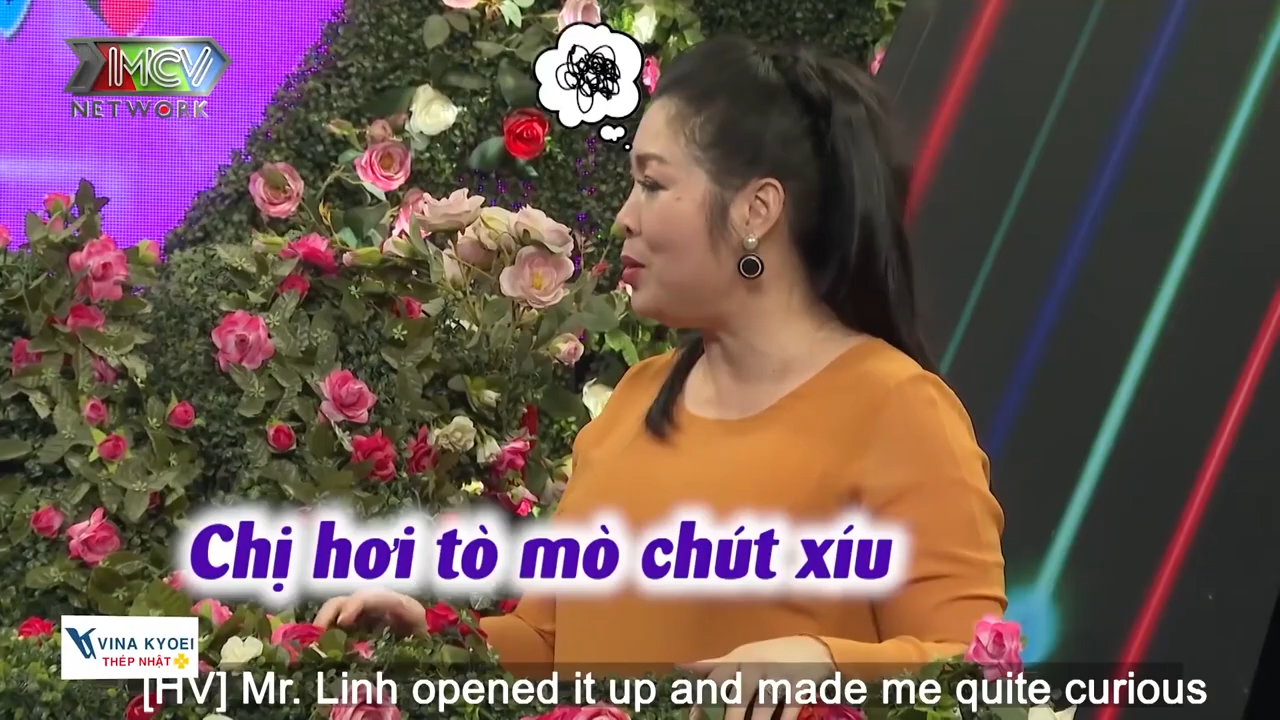 MCV
NETWORK
Chị hơi tò mò chút xíu
VINA KYOEI
THÉP NHẬT
[HV] Mr. Linh opened it up and made me quite curious